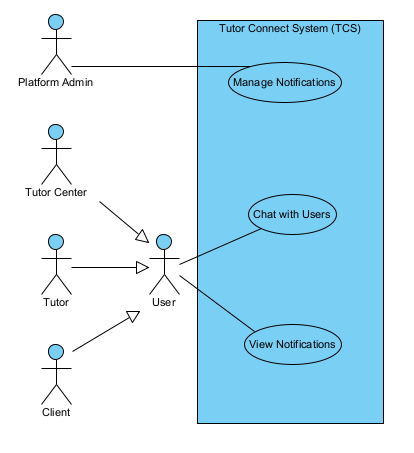 Tutor Connect System (TCS)
Platform Admin
Manage Notifications
Tutor Center
Chat with Users
Tutor
User
View Notifications
Client